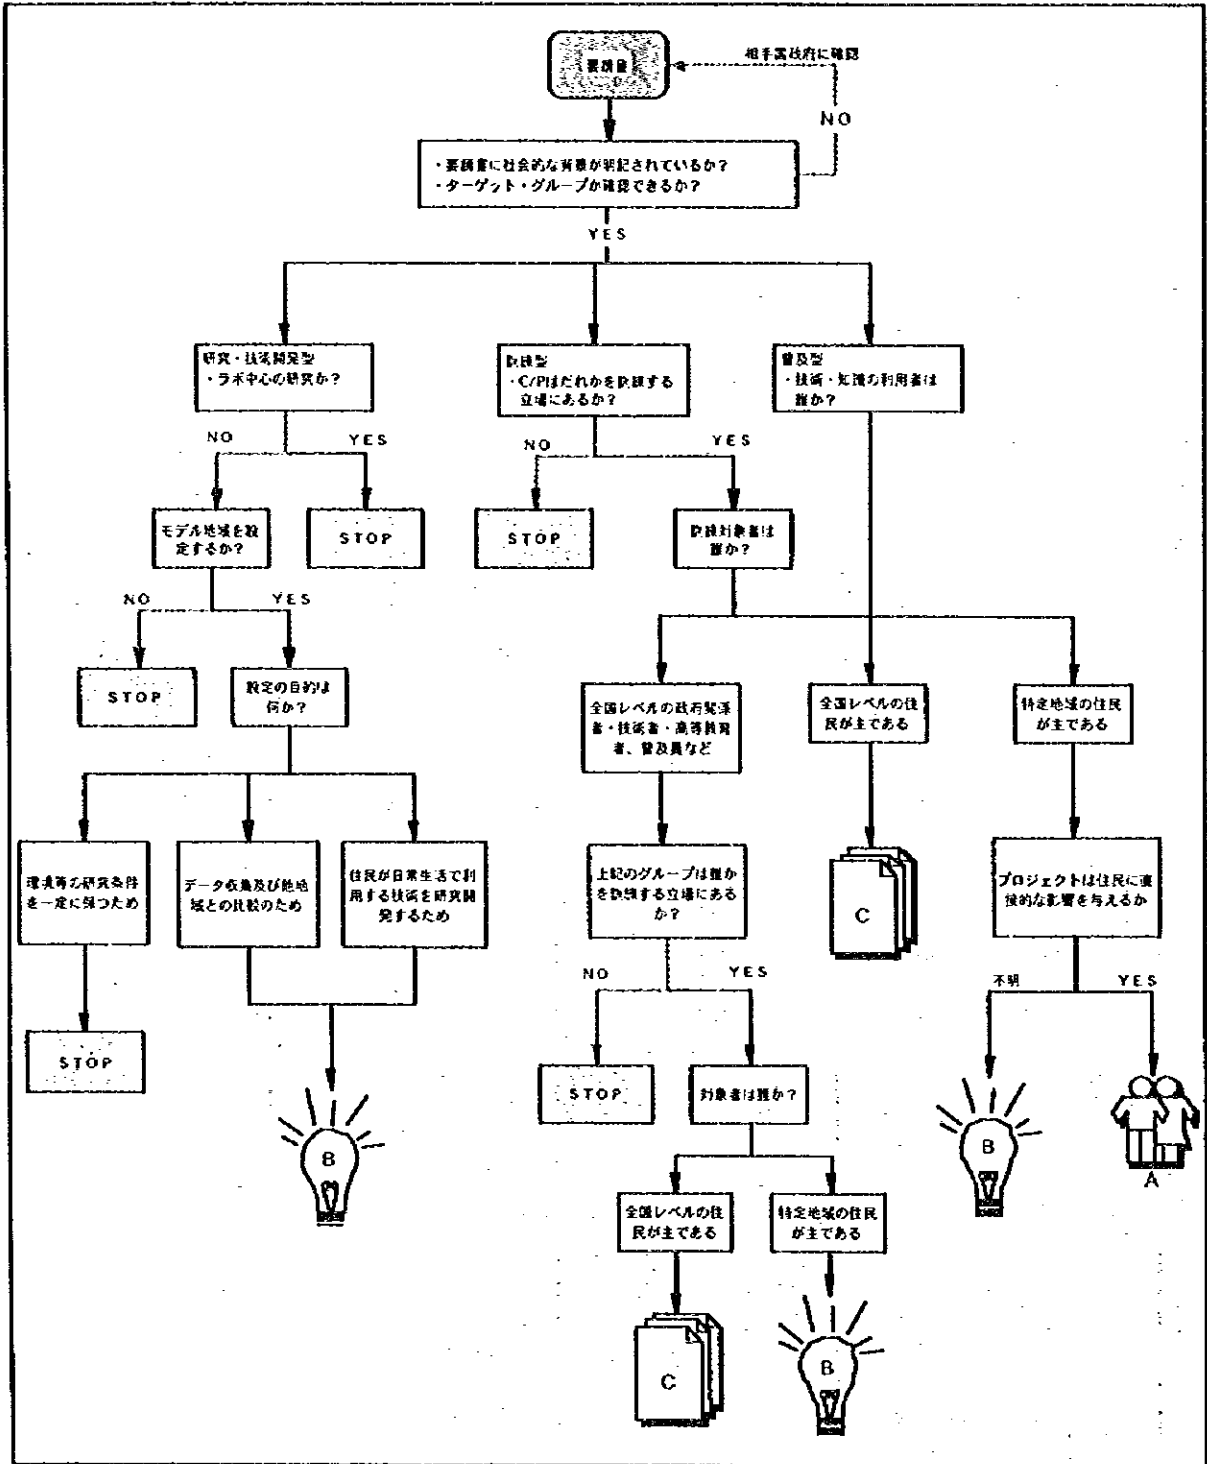 要請書
相手国政府に確認
NO
・要請書に社会的な背景が明記されているか?
・ターゲット・グループが確認できるか?
YES
研究・技術開発型
・ラボ中心の研究か?
訓練型
・C/Pはだれかを訓練する
立場にあるか?
普及型
・技術・知識の利用者は
誰か?
NO
YES
NO
YES
モデル地域を設
定するか?
STOP
STOP
訓練対象者は
誰か?
NO
YES
STOP
設定の目的は
何か?
全国レベルの政府
者・技術者・高等教育
者、普及員など
全国レベルの住
民が主である
特定地域の住民
が主である
環境等の研究条件
を一定に保つため
データ収集及び他地
域との比較のため
住民が日常生活で利
用する技術を研究開
発するため
上記のグループは誰か
を訓練する立場にある
か?
C
プロジェクトは住民に直
接的な影響を与えるか
NO
YES
不明
YES
STOP
STOP
対象者は誰か?
B
B
A
全国レベルの住
民が主である
特定地域の住民
が主である
C
B